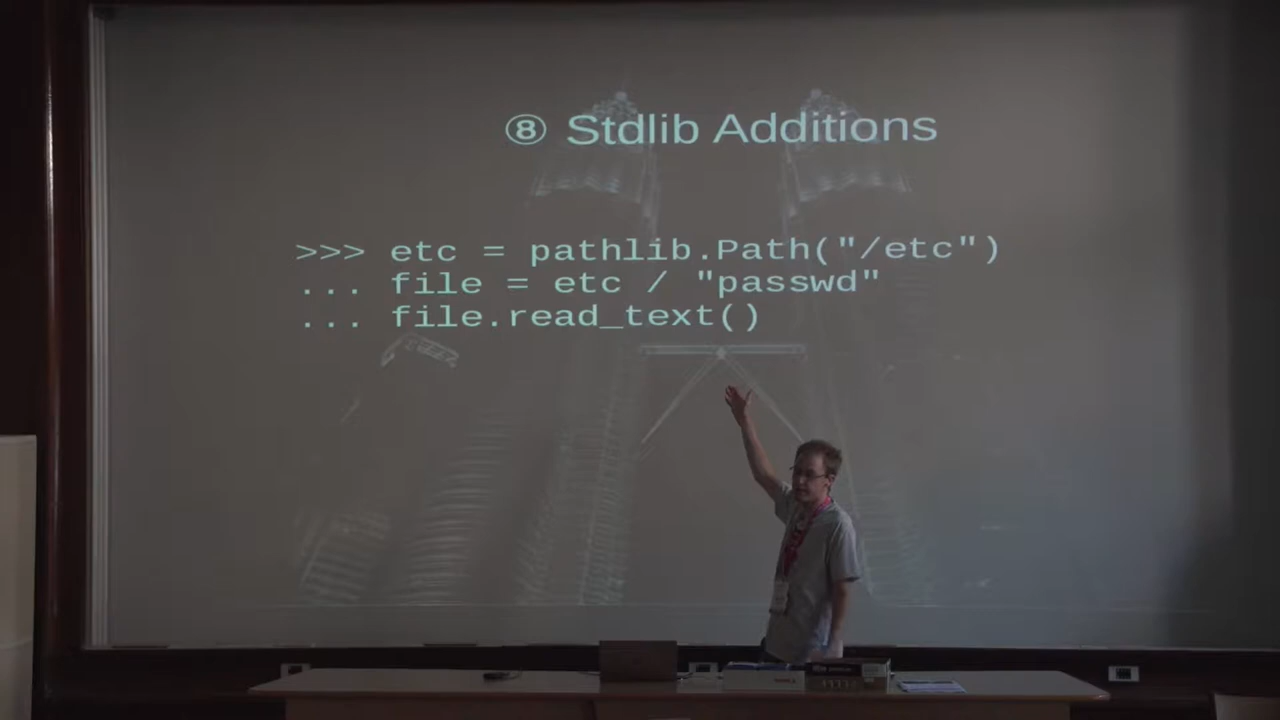 ⑧ Stdlib Additions
>>> etc = pathlib.Path("/etc")
... file = etc / "passwd"
... file.read_text()